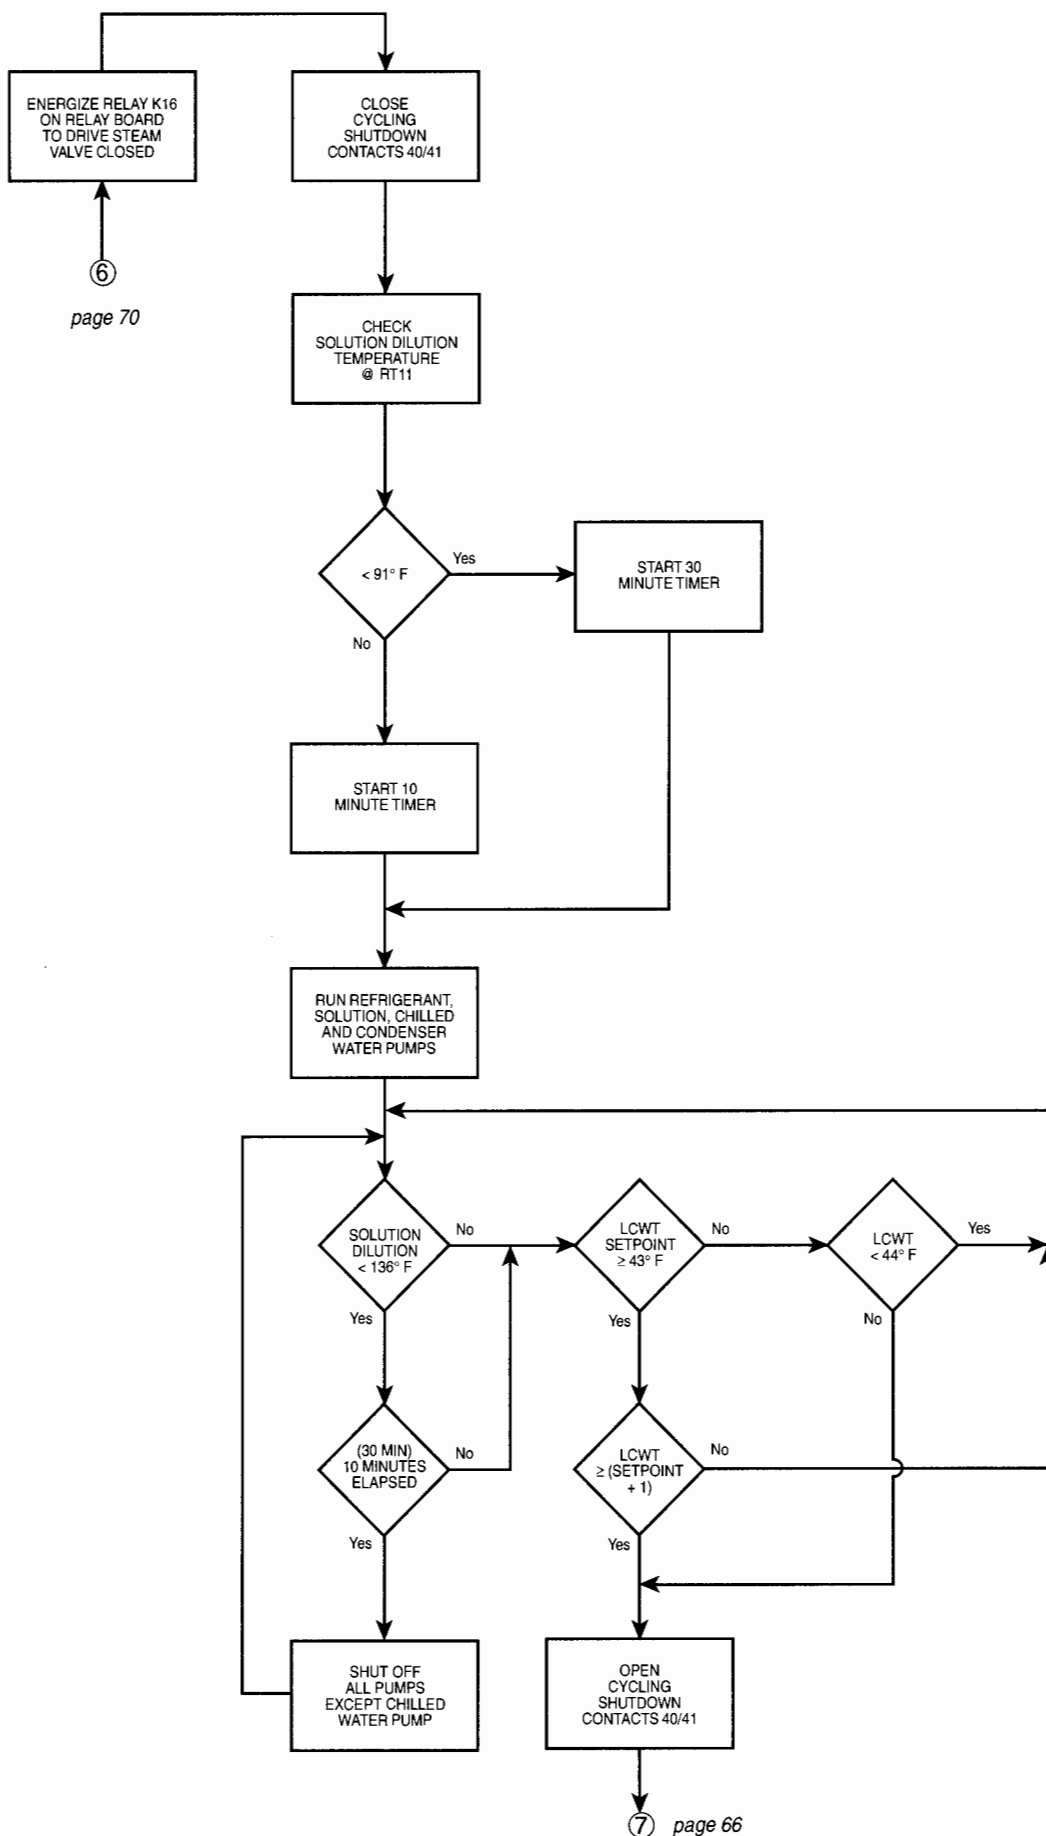 ENERGIZE RELAY K16
ON RELAY BOARD
TO DRIVE STEAM
VALVE CLOSED
CLOSE
CYCLING
SHUTDOWN
CONTACTS 40/41
⑥
page 70
CHECK
SOLUTION DILUTION
TEMPERATURE
@ RT11
< 91° F
Yes
No
START 30
MINUTE TIMER
START 10
MINUTE TIMER
RUN REFRIGERANT,
SOLUTION, CHILLED
AND CONDENSER
WATER PUMPS
SOLUTION
DILUTION
< 136° F
No
Yes
LCWT
SETPOINT
≥ 43° F
No
Yes
LCWT
< 44° F
Yes
No
(30 MIN)
10 MINUTES
ELAPSED
No
Yes
LCWT
≥ (SETPOINT
+ 1)
No
Yes
SHUT OFF
ALL PUMPS
EXCEPT CHILLED
WATER PUMP
OPEN
CYCLING
SHUTDOWN
CONTACTS 40/41
⑦ page 66